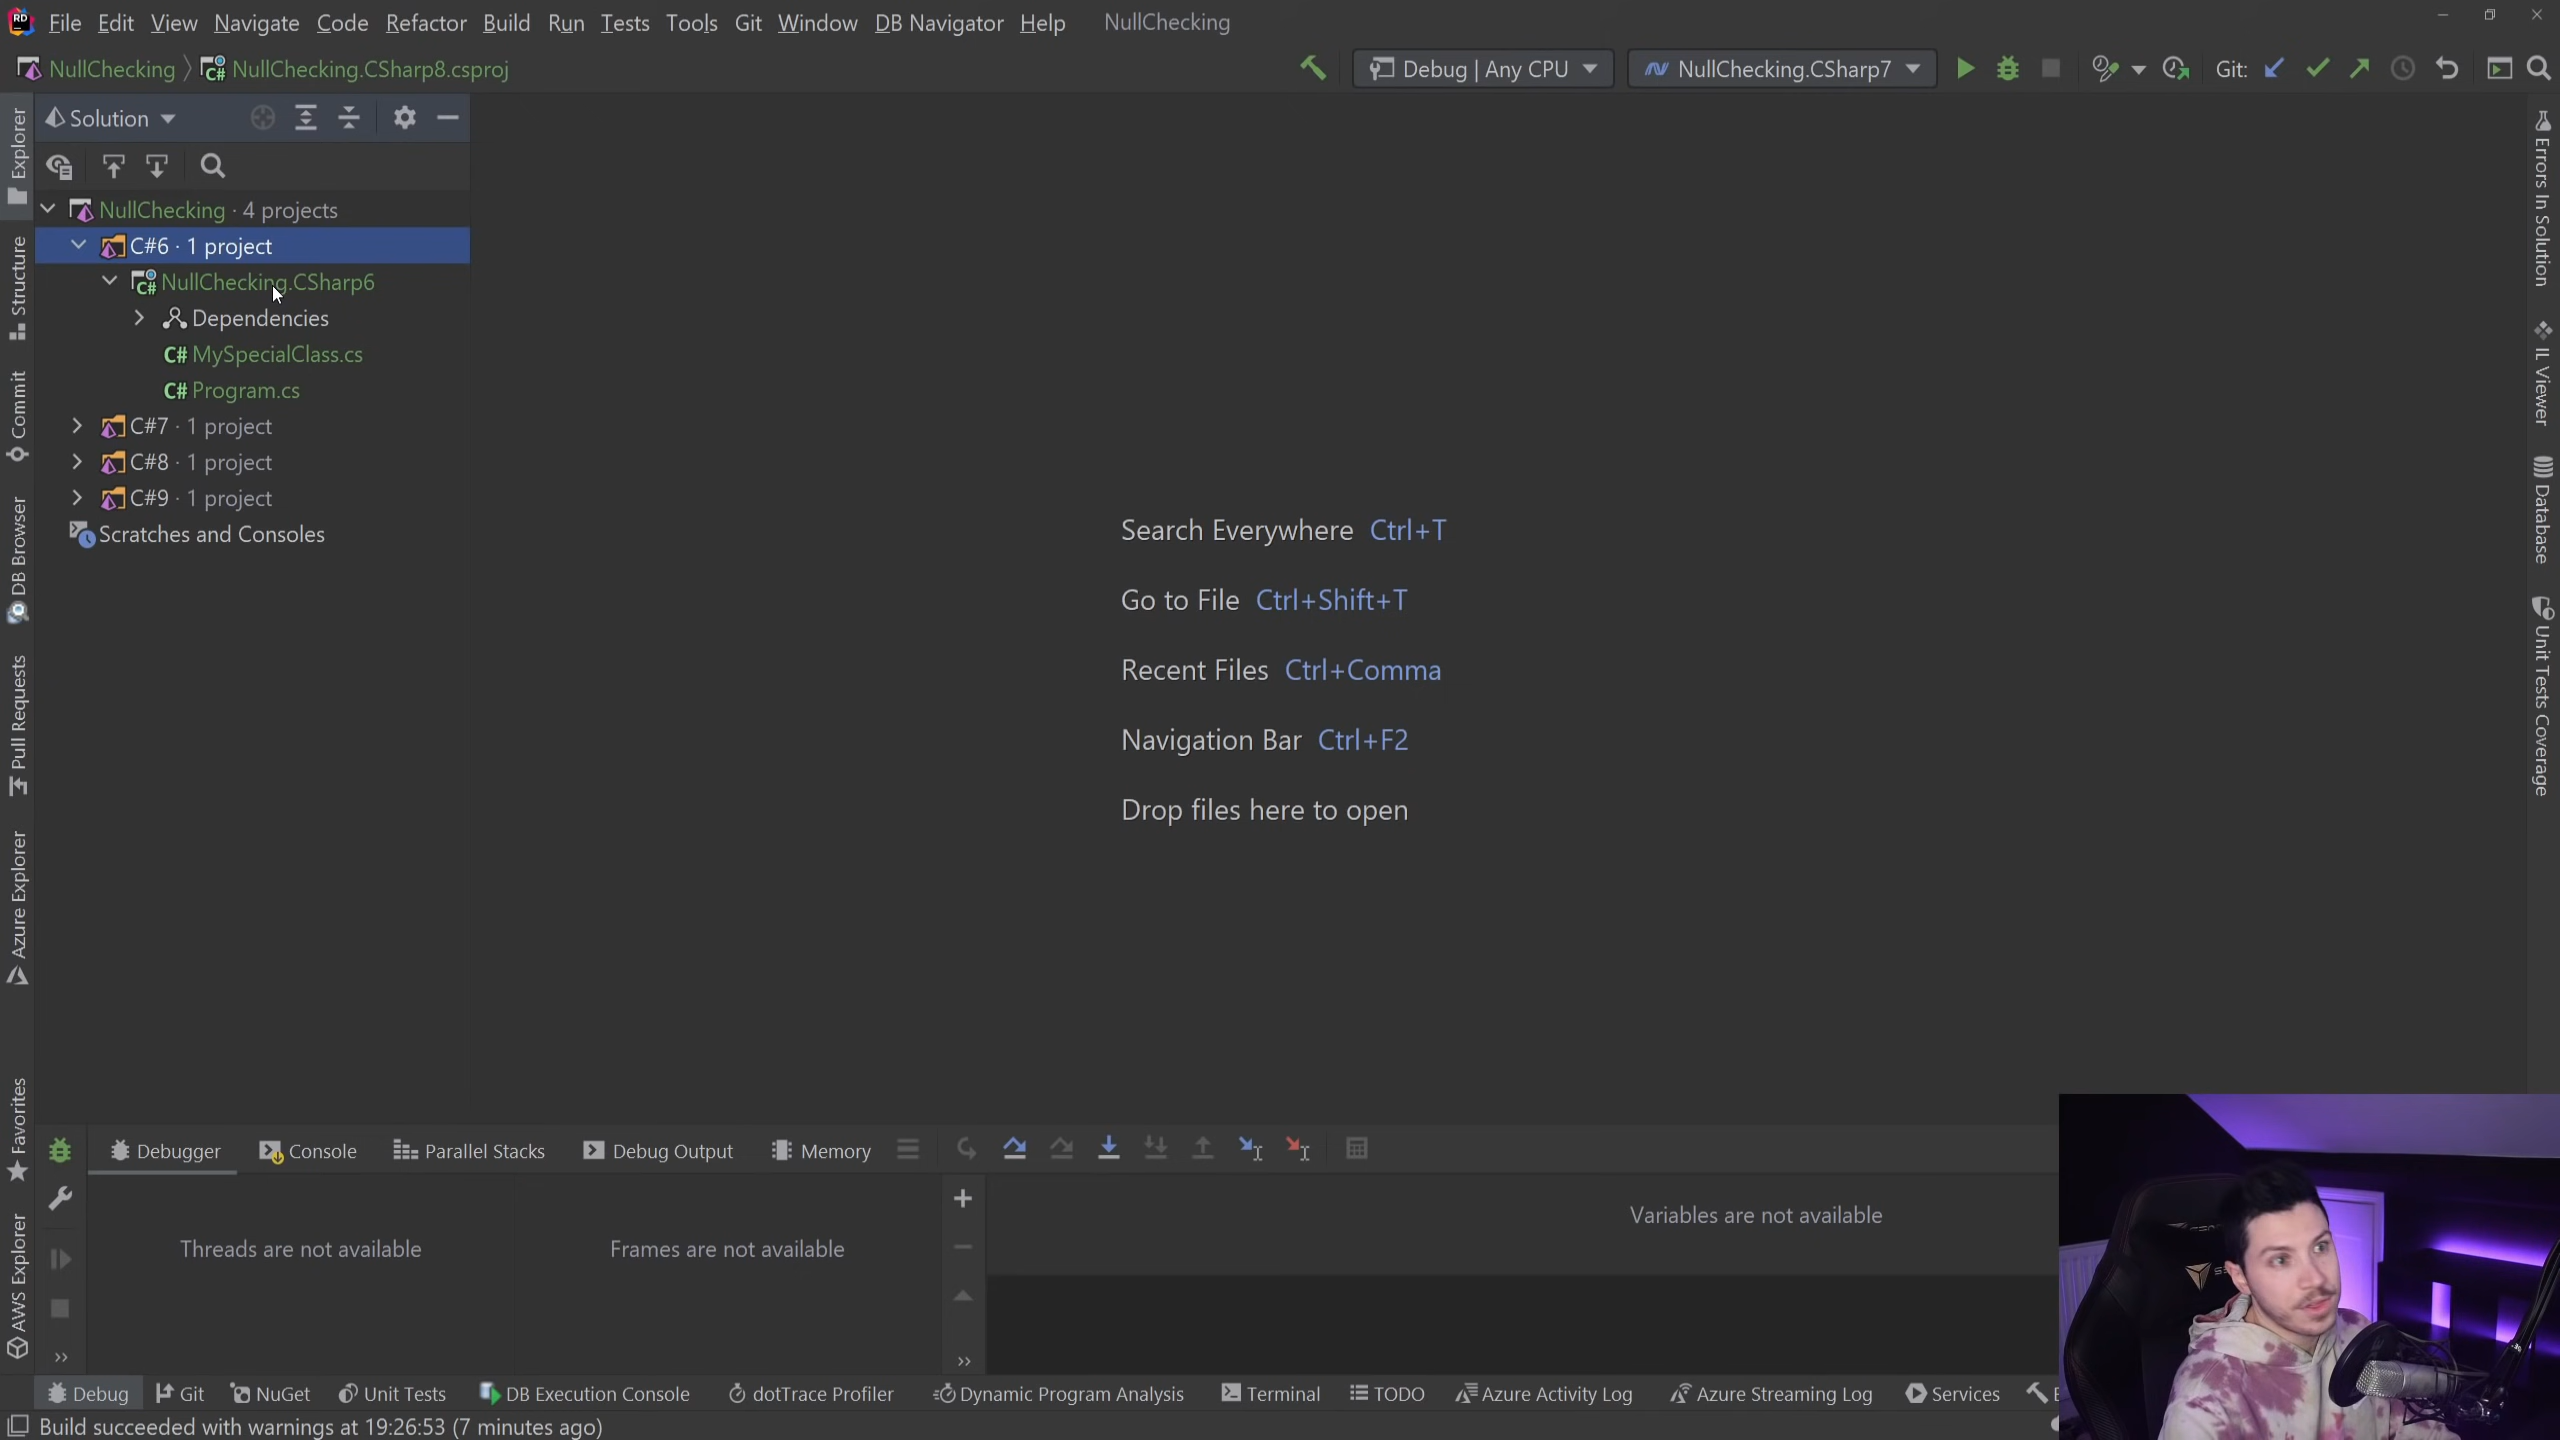 File Edit View Navigate Code Refactor Build Run Tests Tools Git Window DB Navigator Help NullChecking
NullChecking NullChecking.CSharp8.csproj Debug | Any CPU NullChecking.CSharp7 Git:
Solution
NullChecking · 4 projects
C#6 · 1 project
C# NullChecking.CSharp6
Dependencies
C# MySpecialClass.cs
C# Program.cs
C#7 · 1 project
C#8 · 1 project
C#9 · 1 project
Scratches and Consoles
Explorer
Structure
Commit
DB Browser
Pull Requests
Azure Explorer
Favorites
AWS Explorer
Search Everywhere Ctrl+T
Go to File Ctrl+Shift+T
Recent Files Ctrl+Comma
Navigation Bar Ctrl+F2
Drop files here to open
Errors In Solution
IL Viewer
Database
Unit Tests Coverage
Debugger Console Parallel Stacks Debug Output Memory
Threads are not available
Frames are not available
Variables are not available
Debug Git NuGet Unit Tests DB Execution Console dotTrace Profiler Dynamic Program Analysis Terminal TODO Azure Activity Log Azure Streaming Log Services
Build succeeded with warnings at 19:26:53 (7 minutes ago)